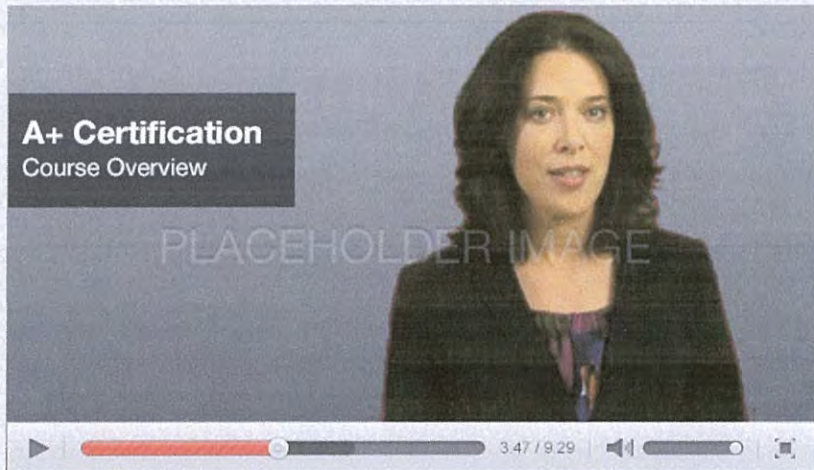 A+ Certification
Course Overview
PLACEHOLDER IMAGE
3:47 / 9:29